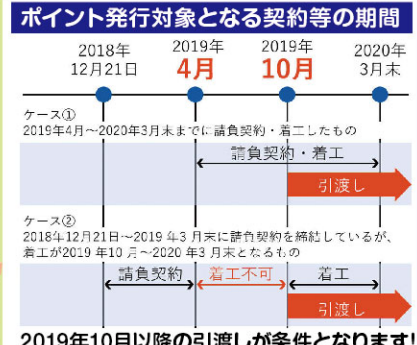 ポイント発行対象となる契約等の期間
2018年 2019年 2019年 2020年
12月21日 4月 10月 3月末
ケース①
2019年4月〜2020年3月末までに請負契約・着工したもの
請負契約・着工
引渡し
ケース②
2018年12月21日〜2019年3月末に請負契約を締結しているが、
着工が2019年10月〜2020年3月末となるもの
請負契約 着工不可 着工
引渡し
2019年10月以降の引渡しが条件となります!